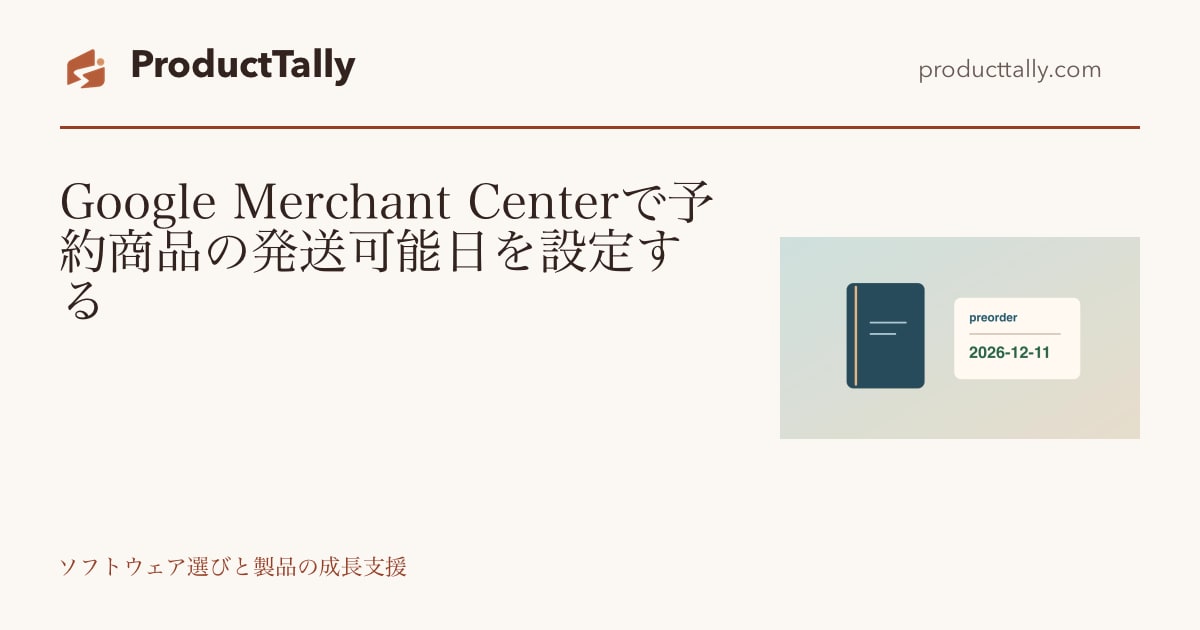 ProductTally
producttally.com
Google Merchant Centerで予
約商品の発送可能日を設定す
る
preorder
2026-12-11
ソフトウェア選びと製品の成長支援